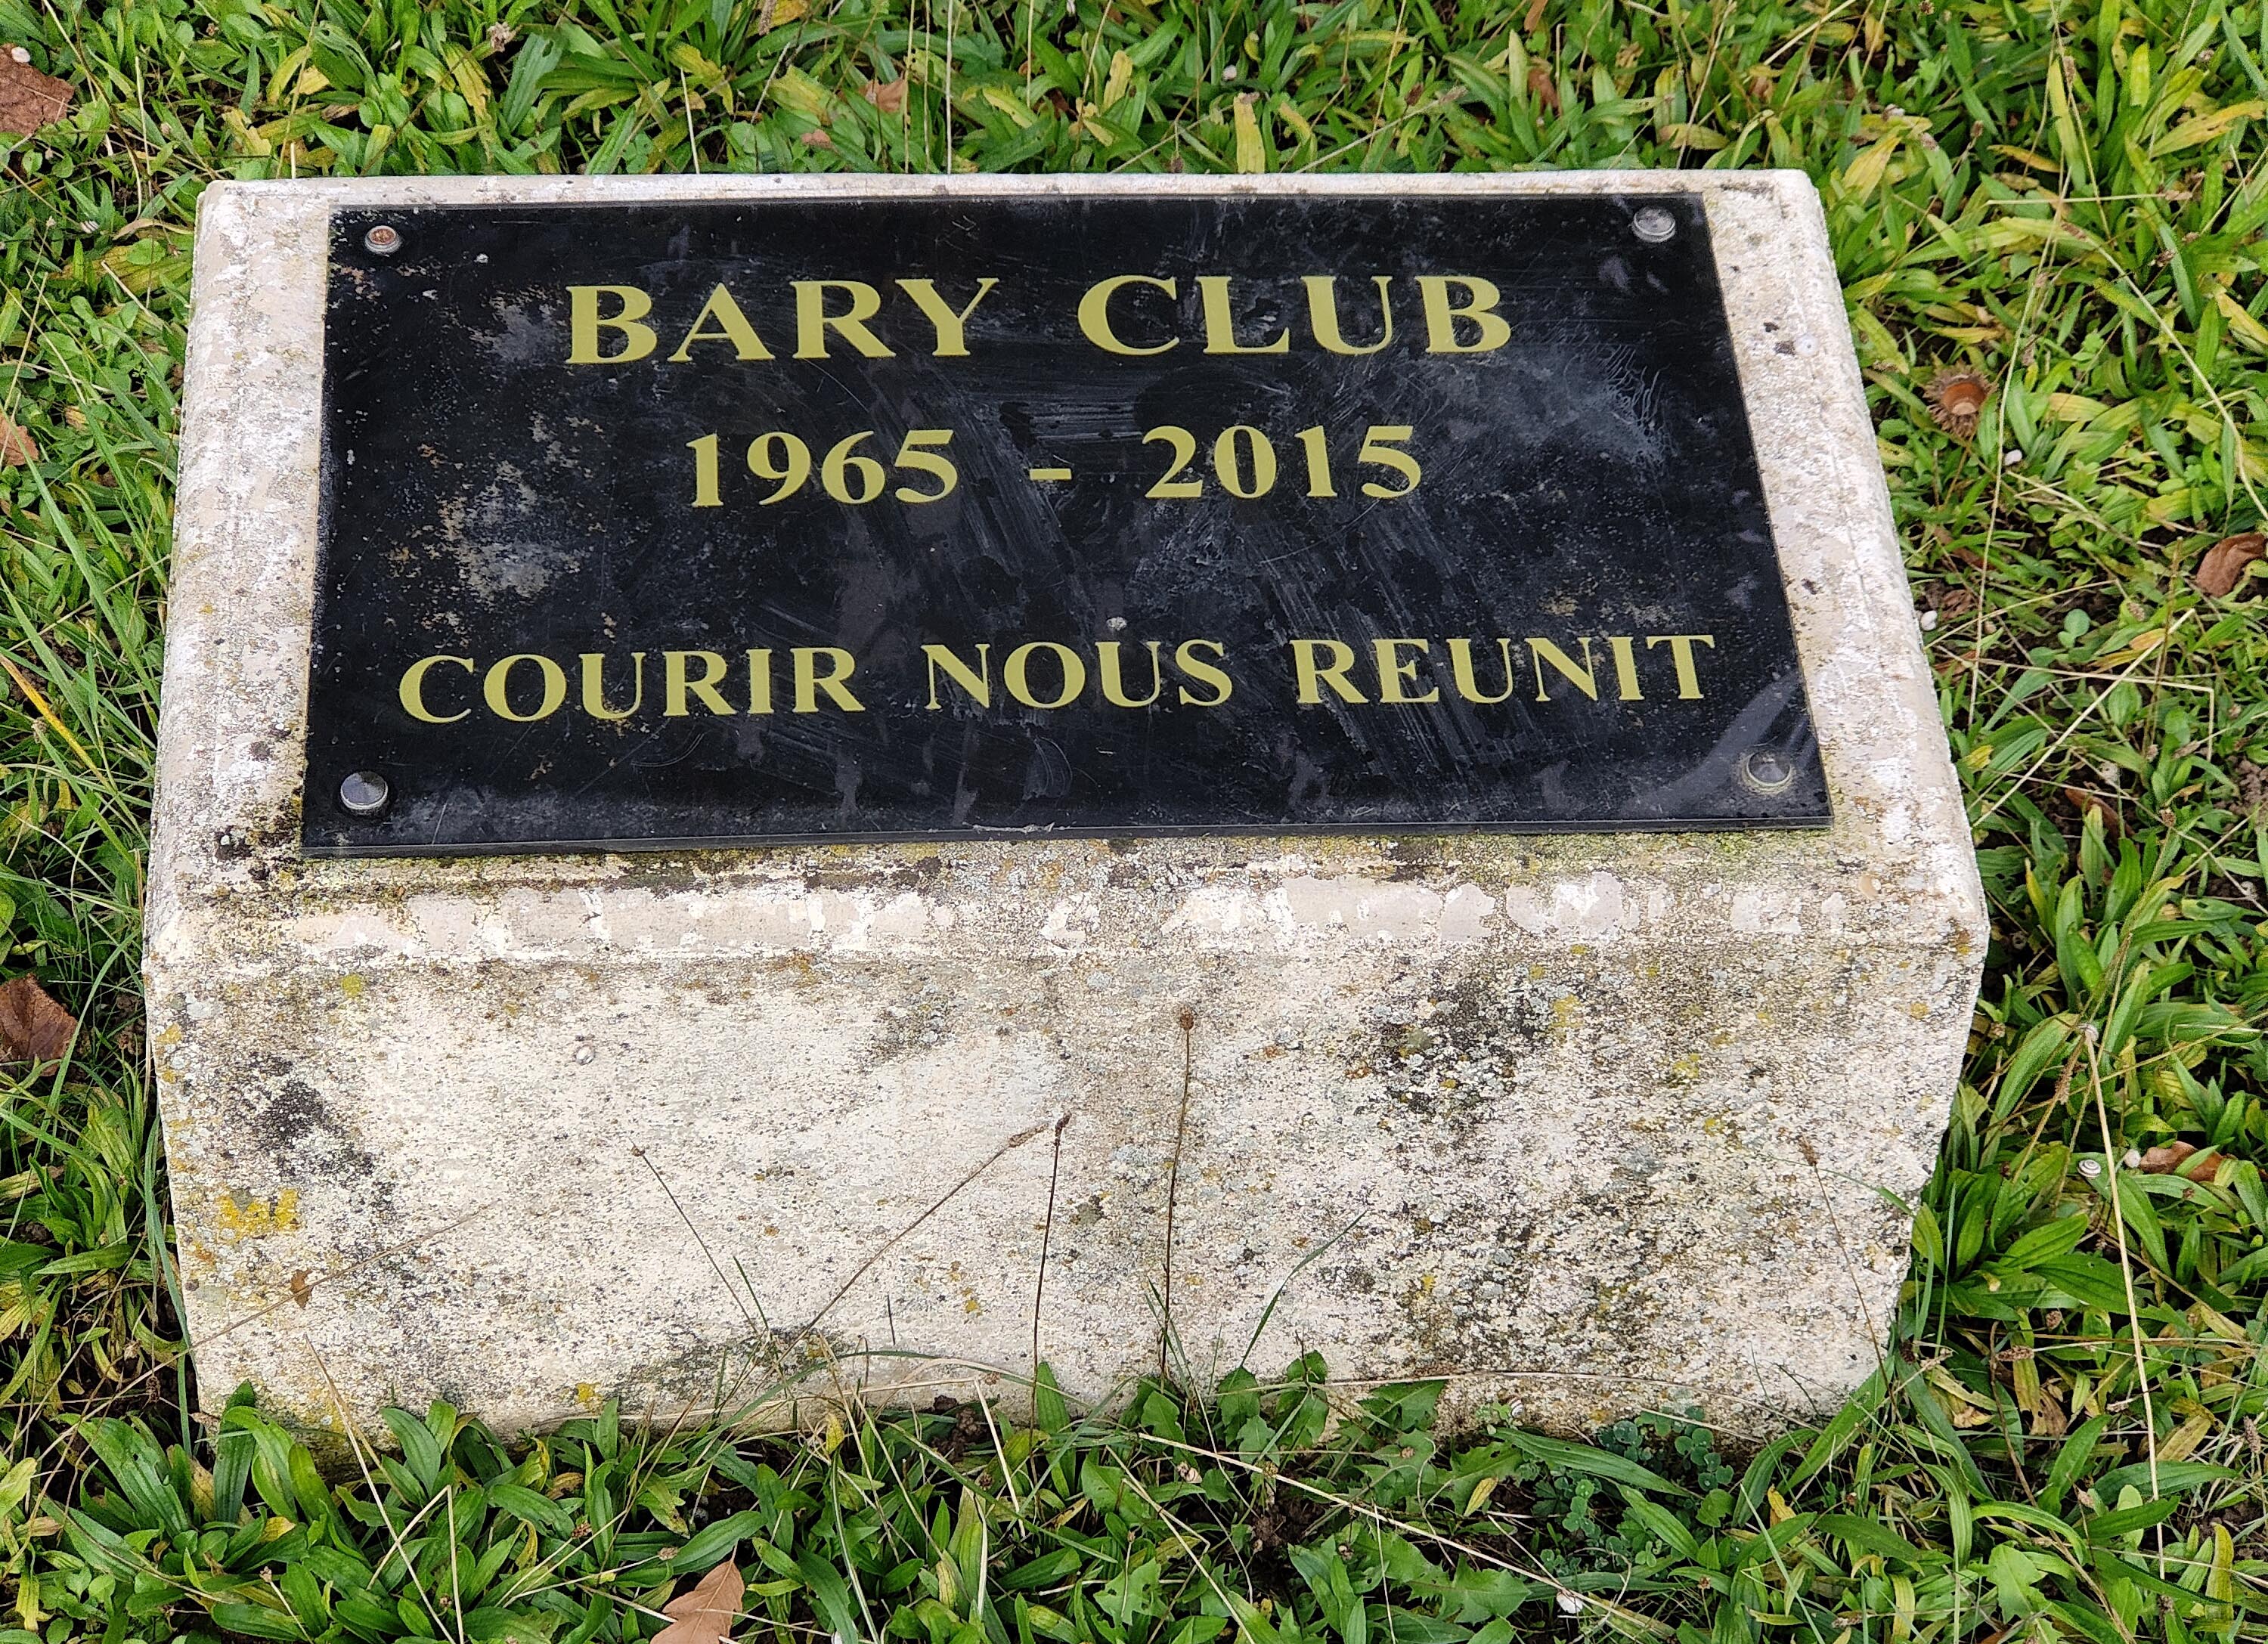 BARY CLUB
1965 - 2015
COURIR NOUS REUNIT